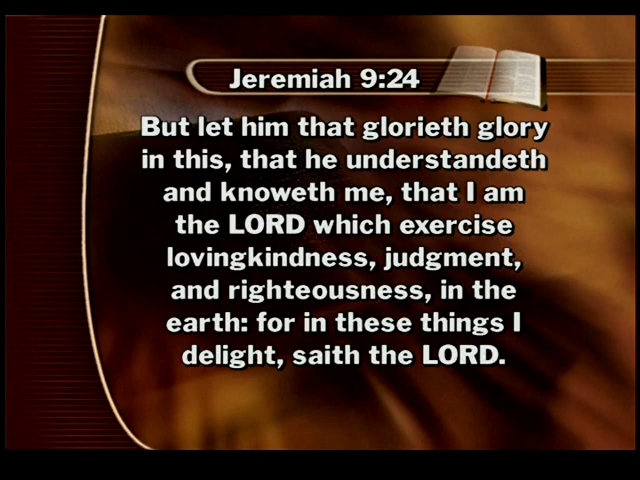 Jeremiah 9:24
But let him that glorieth glory
in this, that he understandeth
and knoweth me, that I am
the LORD which exercise
lovingkindness, judgment,
and righteousness, in the
earth: for in these things I
delight, saith the LORD.